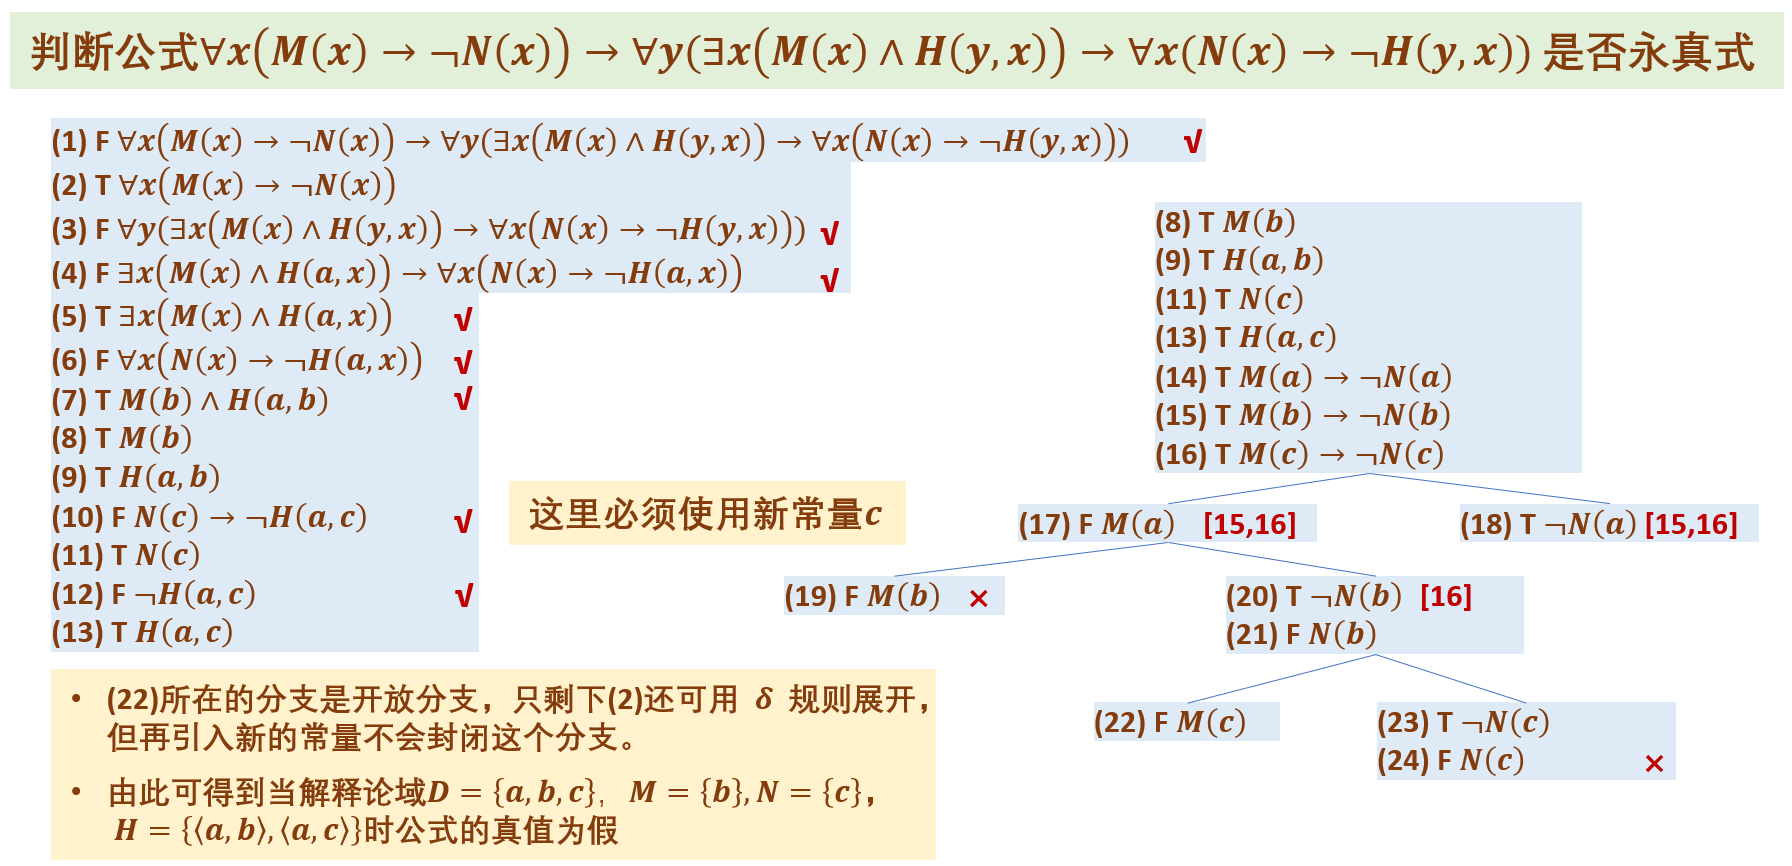 判断公式∀x(M(x) → ¬N(x)) → ∀y(∃x(M(x) ∧ H(y, x)) → ∀x(N(x) → ¬H(y, x)) 是否永真式
(1) F ∀x(M(x) → ¬N(x)) → ∀y(∃x(M(x) ∧ H(y, x)) → ∀x(N(x) → ¬H(y, x))) √
(2) T ∀x(M(x) → ¬N(x))
(3) F ∀y(∃x(M(x) ∧ H(y, x)) → ∀x(N(x) → ¬H(y, x))) √
(4) F ∃x(M(x) ∧ H(a, x)) → ∀x(N(x) → ¬H(a, x)) √
(5) T ∃x(M(x) ∧ H(a, x)) √
(6) F ∀x(N(x) → ¬H(a, x)) √
(7) T M(b) ∧ H(a, b) √
(8) T M(b)
(9) T H(a, b)
(10) F N(c) → ¬H(a, c) √
(11) T N(c)
(12) F ¬H(a, c) √
(13) T H(a, c)
这里必须使用新常量c
(8) T M(b)
(9) T H(a, b)
(11) T N(c)
(13) T H(a, c)
(14) T M(a) → ¬N(a)
(15) T M(b) → ¬N(b)
(16) T M(c) → ¬N(c)
(17) F M(a) [15,16]
(18) T ¬N(a) [15,16]
(19) F M(b) ×
(20) T ¬N(b) [16]
(21) F N(b)
(22) F M(c)
(23) T ¬N(c)
(24) F N(c) ×
• (22)所在的分支是开放分支，只剩下(2)还可用 δ 规则展开，
但再引入新的常量不会封闭这个分支。
• 由此可得到当解释论域D = {a, b, c}, M = {b}, N = {c},
H = {⟨a, b⟩, ⟨a, c⟩}时公式的真值为假